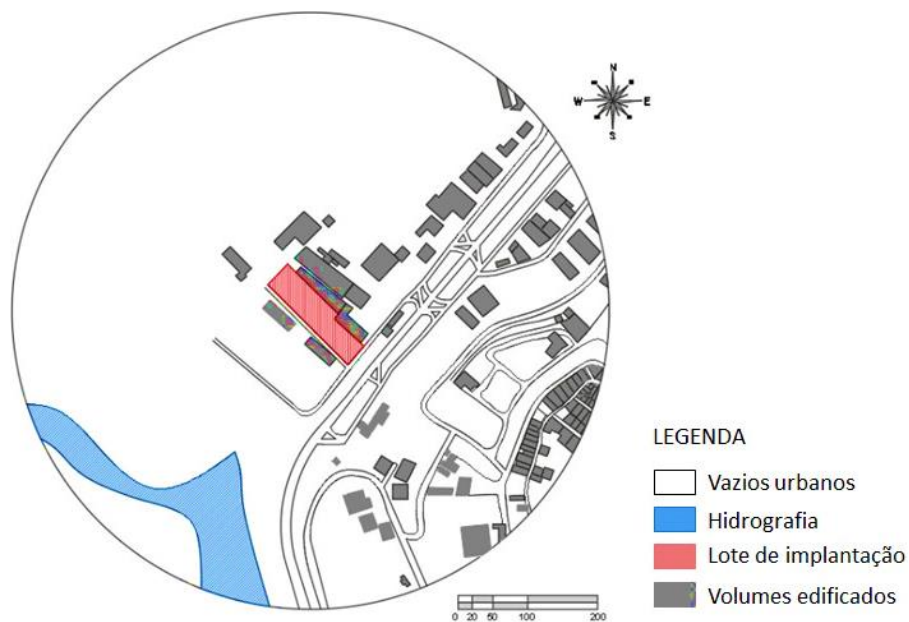 N
W E
S
LEGENDA
Vazios urbanos
Hidrografia
Lote de implantação
Volumes edificados
0 20 50 100 200